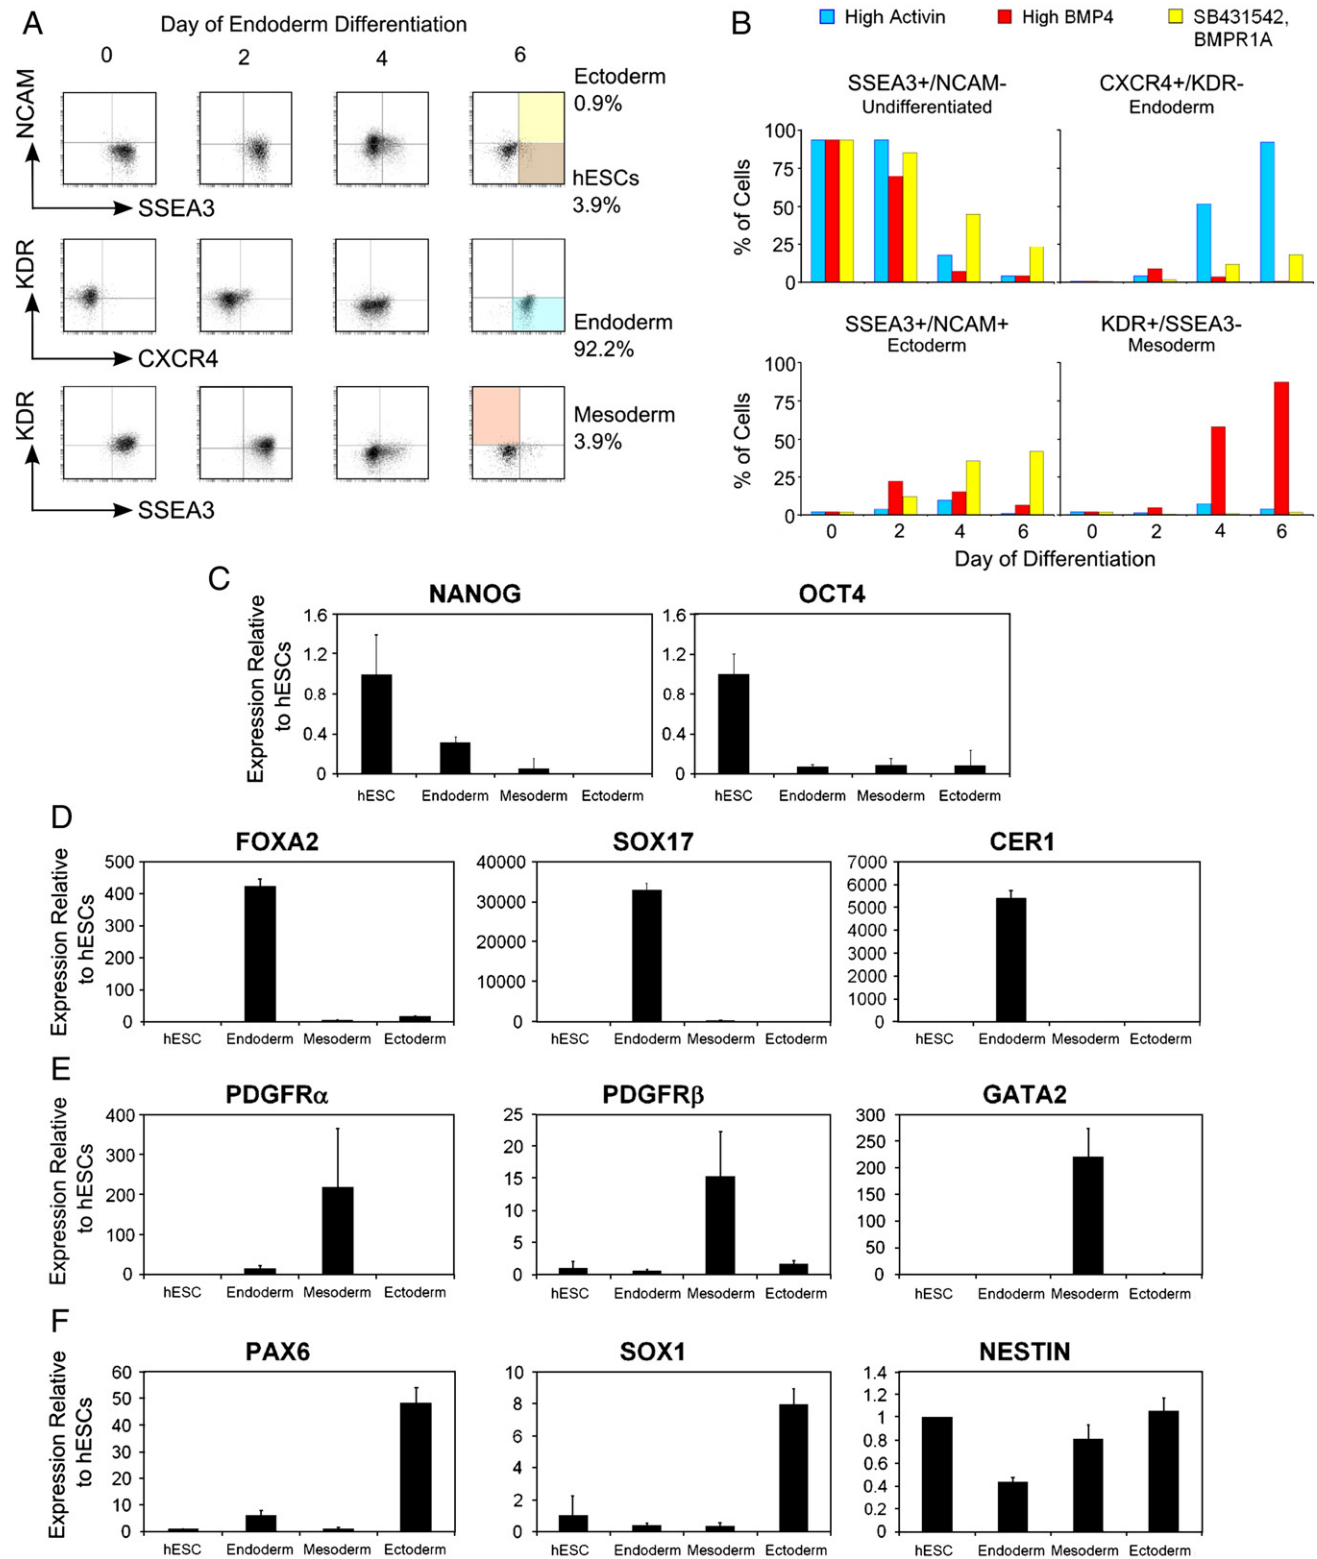 A
Day of Endoderm Differentiation
0 2 4 6
NCAM
SSEA3
Ectoderm
0.9%
hESCs
3.9%
KDR
CXCR4
Endoderm
92.2%
KDR
SSEA3
Mesoderm
3.9%
B
High Activin
High BMP4
SB431542,
BMPR1A
SSEA3+/NCAM-
Undifferentiated
CXCR4+/KDR-
Endoderm
% of Cells
100
75
50
25
0
SSEA3+/NCAM+
Ectoderm
KDR+/SSEA3-
Mesoderm
% of Cells
100
75
50
25
0
0 2 4 6 0 2 4 6
Day of Differentiation
C
NANOG
Expression Relative
to hESCs
1.6
1.2
0.8
0.4
0
hESC Endoderm Mesoderm Ectoderm
OCT4
1.6
1.2
0.8
0.4
0
hESC Endoderm Mesoderm Ectoderm
D
FOXA2
Expression Relative
to hESCs
500
400
300
200
100
0
hESC Endoderm Mesoderm Ectoderm
SOX17
40000
30000
20000
10000
0
hESC Endoderm Mesoderm Ectoderm
CER1
7000
6000
5000
4000
3000
2000
1000
0
hESC Endoderm Mesoderm Ectoderm
E
PDGFRα
Expression Relative
to hESCs
400
300
200
100
0
hESC Endoderm Mesoderm Ectoderm
PDGFRβ
25
20
15
10
5
0
hESC Endoderm Mesoderm Ectoderm
GATA2
300
250
200
150
100
50
0
hESC Endoderm Mesoderm Ectoderm
F
PAX6
Expression Relative
to hESCs
60
50
40
30
20
10
0
hESC Endoderm Mesoderm Ectoderm
SOX1
10
8
6
4
2
0
hESC Endoderm Mesoderm Ectoderm
NESTIN
1.4
1.2
1
0.8
0.6
0.4
0.2
0
hESC Endoderm Mesoderm Ectoderm